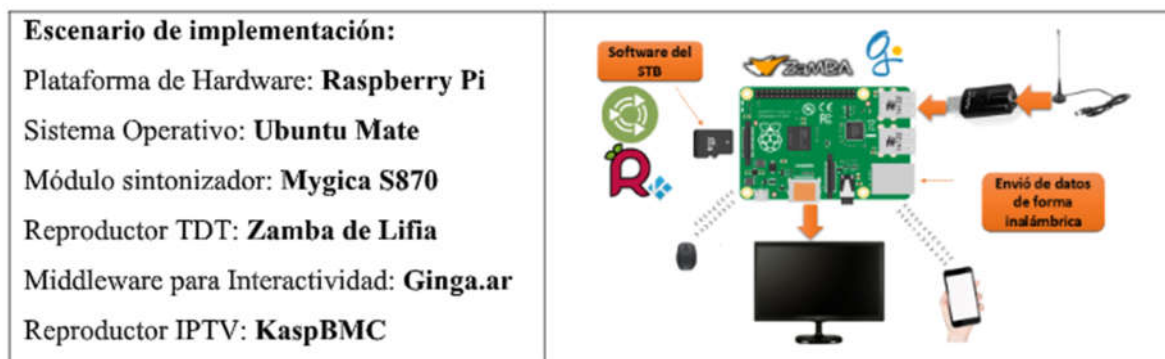 Escenario de implementación:
Plataforma de Hardware: Raspberry Pi
Sistema Operativo: Ubuntu Mate
Módulo sintonizador: Mygica S870
Reproductor TDT: Zamba de Lifia
Middleware para Interactividad: Ginga.ar
Reproductor IPTV: KaspBMC
Software del
STB
ZAMBA
g.
Envió de datos
de forma
inalámbrica